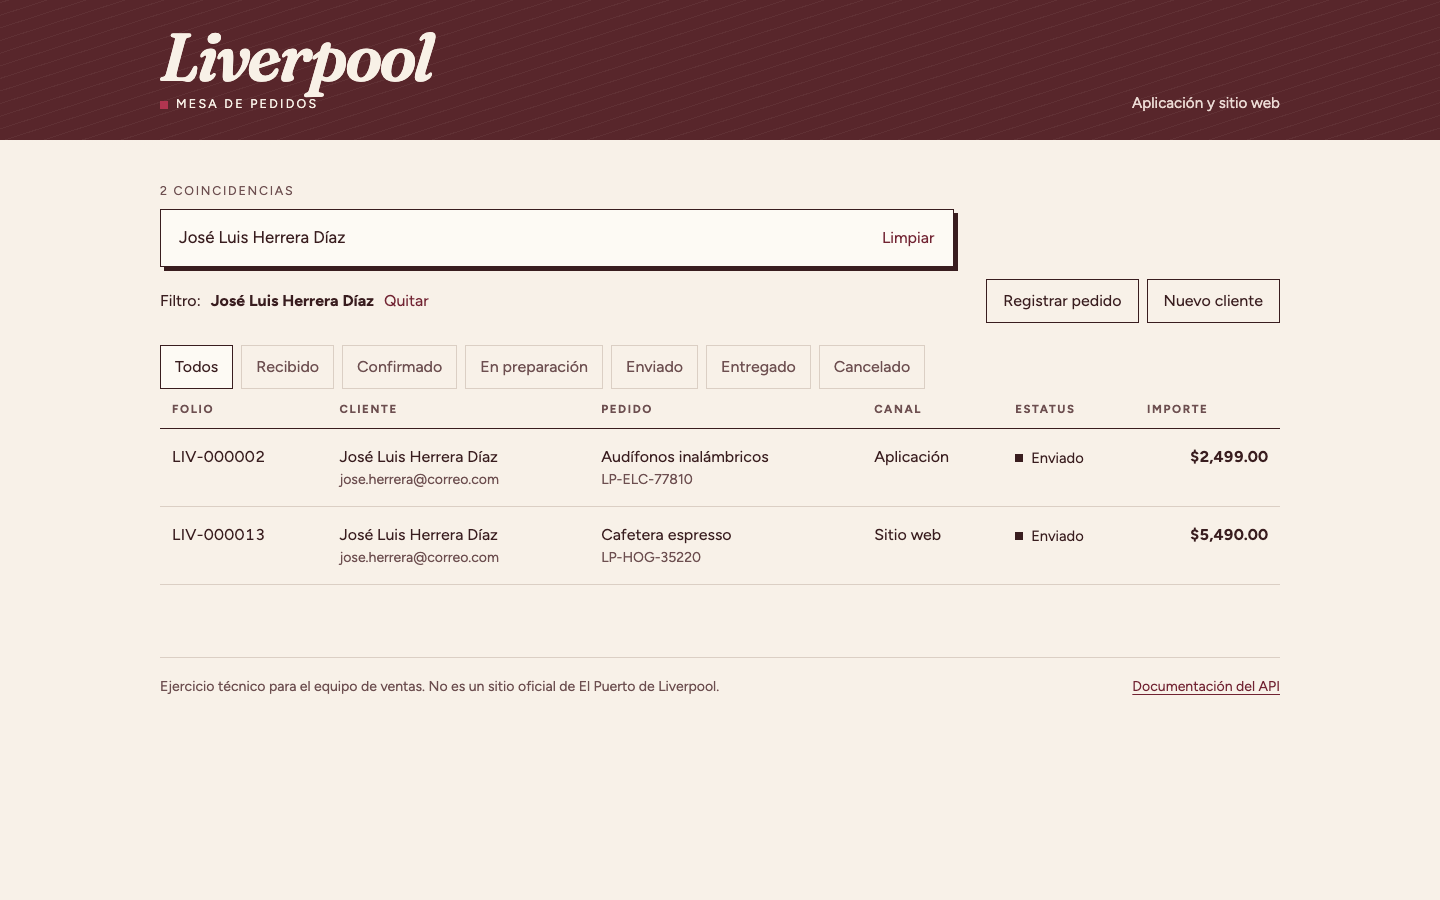 Liverpool
MESA DE PEDIDOS
Aplicación y sitio web
2 COINCIDENCIAS
José Luis Herrera Díaz Limpiar
Filtro: José Luis Herrera Díaz Quitar Registrar pedido Nuevo cliente
Todos Recibido Confirmado En preparación Enviado Entregado Cancelado
FOLIO CLIENTE PEDIDO CANAL ESTATUS IMPORTE
LIV-000002 José Luis Herrera Díaz Audífonos inalámbricos Aplicación Enviado $2,499.00
jose.herrera@correo.com LP-ELC-77810
LIV-000013 José Luis Herrera Díaz Cafetera espresso Sitio web Enviado $5,490.00
jose.herrera@correo.com LP-HOG-35220
Ejercicio técnico para el equipo de ventas. No es un sitio oficial de El Puerto de Liverpool. Documentación del API